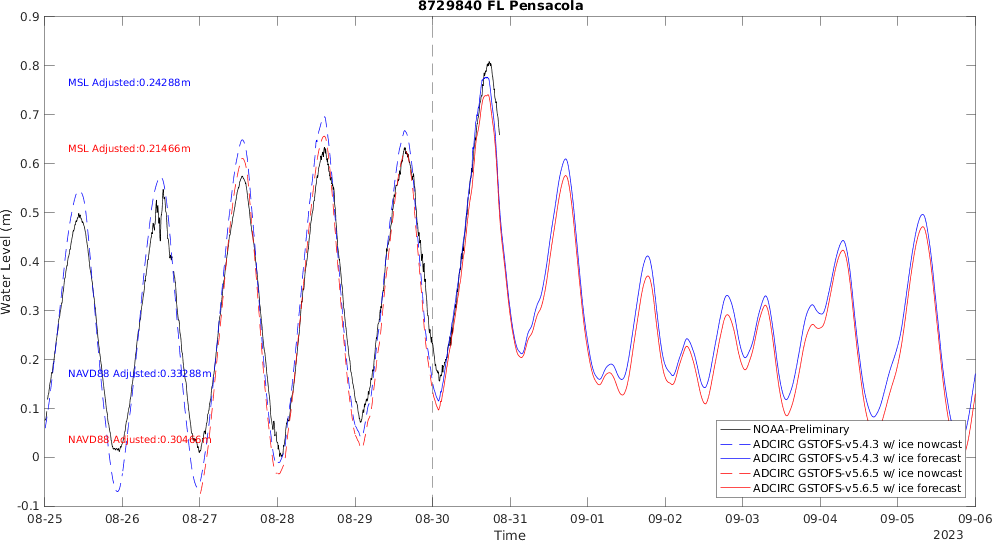 8729840 FL Pensacola
0.9
0.8
0.7
0.6
0.5
0.4
0.3
0.2
0.1
0
-0.1
Water Level (m)
MSL Adjusted:0.24288m
MSL Adjusted:0.21466m
NAVD88 Adjusted:0.33288m
NAVD88 Adjusted:0.30466m
NOAA-Preliminary
ADCIRC GSTOFS-v5.4.3 w/ ice nowcast
ADCIRC GSTOFS-v5.4.3 w/ ice forecast
ADCIRC GSTOFS-v5.6.5 w/ ice nowcast
ADCIRC GSTOFS-v5.6.5 w/ ice forecast
08-25 08-26 08-27 08-28 08-29 08-30 08-31 09-01 09-02 09-03 09-04 09-05 09-06
Time
2023